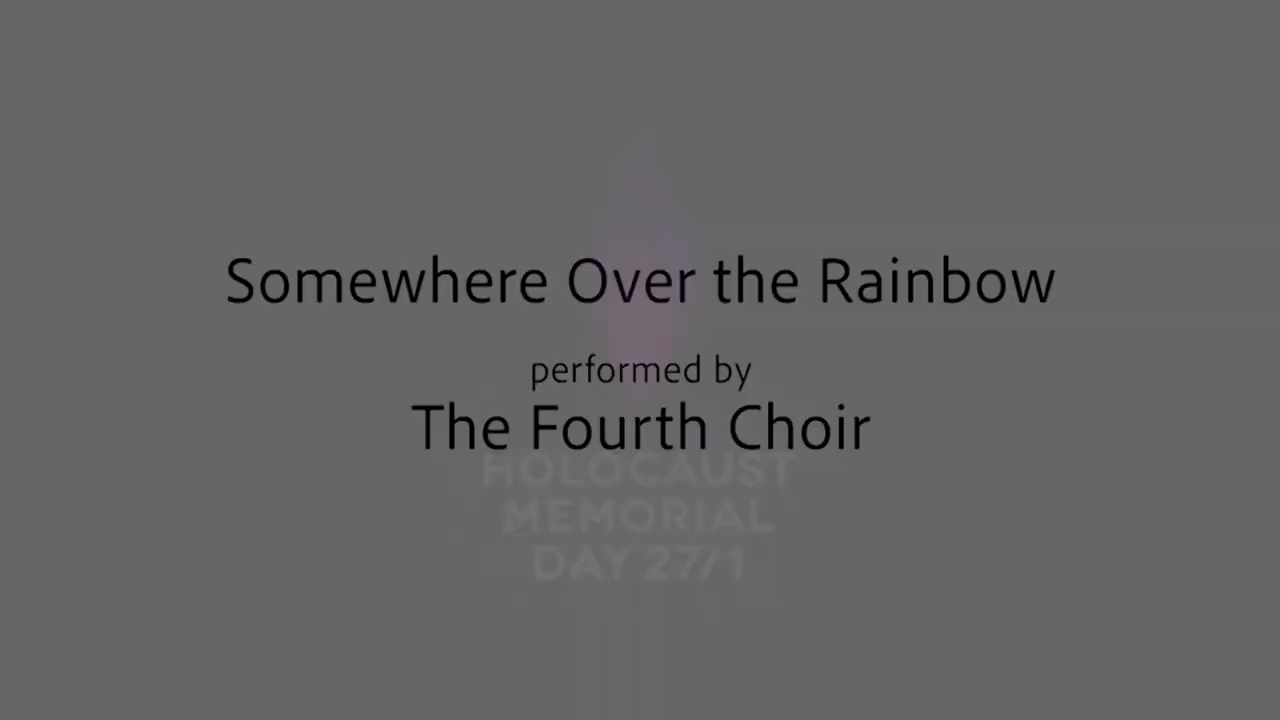 Somewhere Over the Rainbow
performed by
The Fourth Choir
HOLOCAUST
MEMORIAL
DAY 27/1